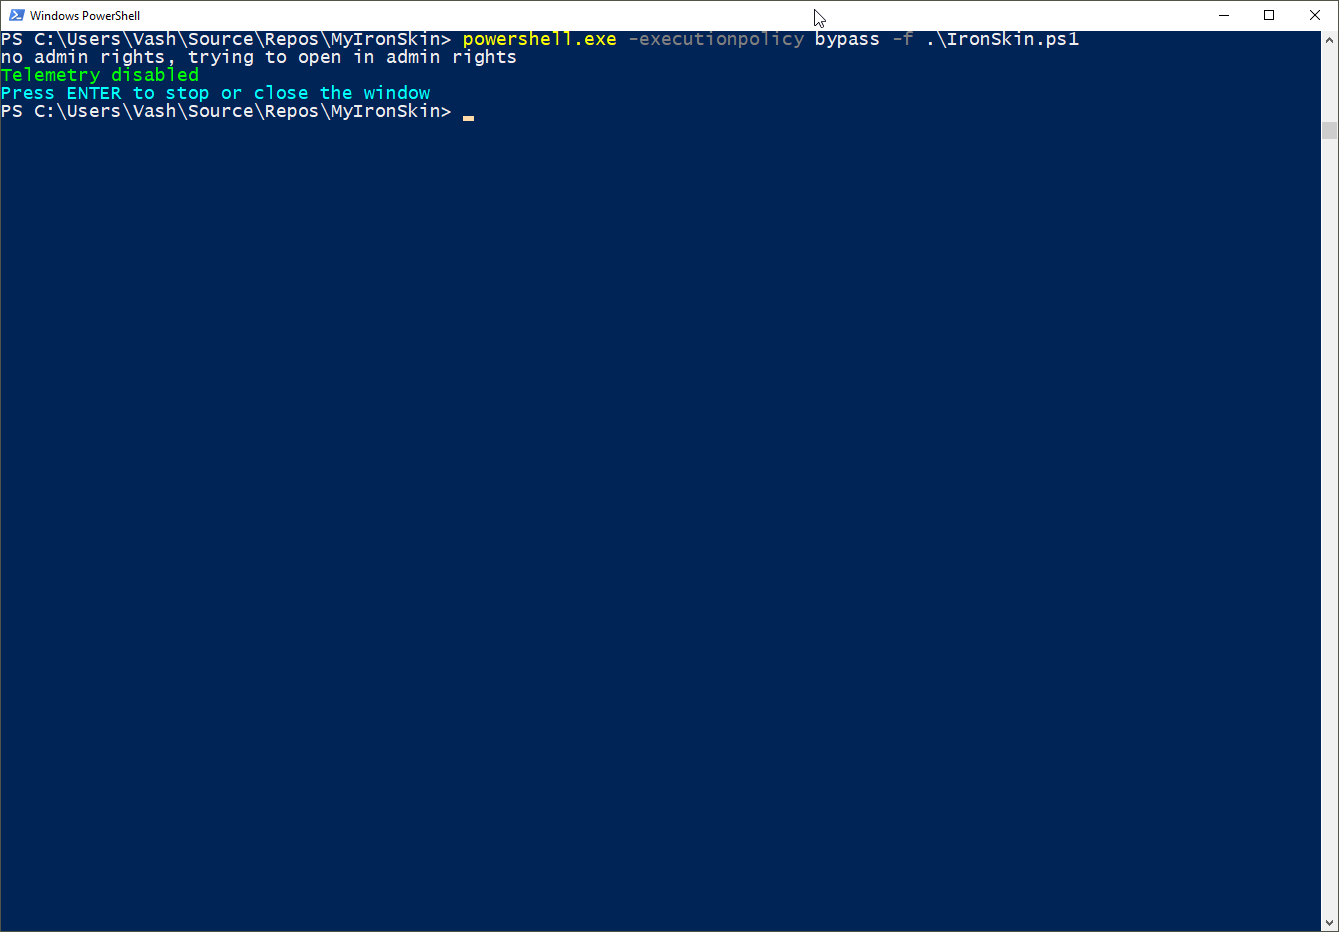 Windows PowerShell
PS C:\Users\Vash\Source\Repos\MyIronSkin> powershell.exe -executionpolicy bypass -f .\IronSkin.ps1
no admin rights, trying to open in admin rights
Telemetry disabled
Press ENTER to stop or close the window
PS C:\Users\Vash\Source\Repos\MyIronSkin>